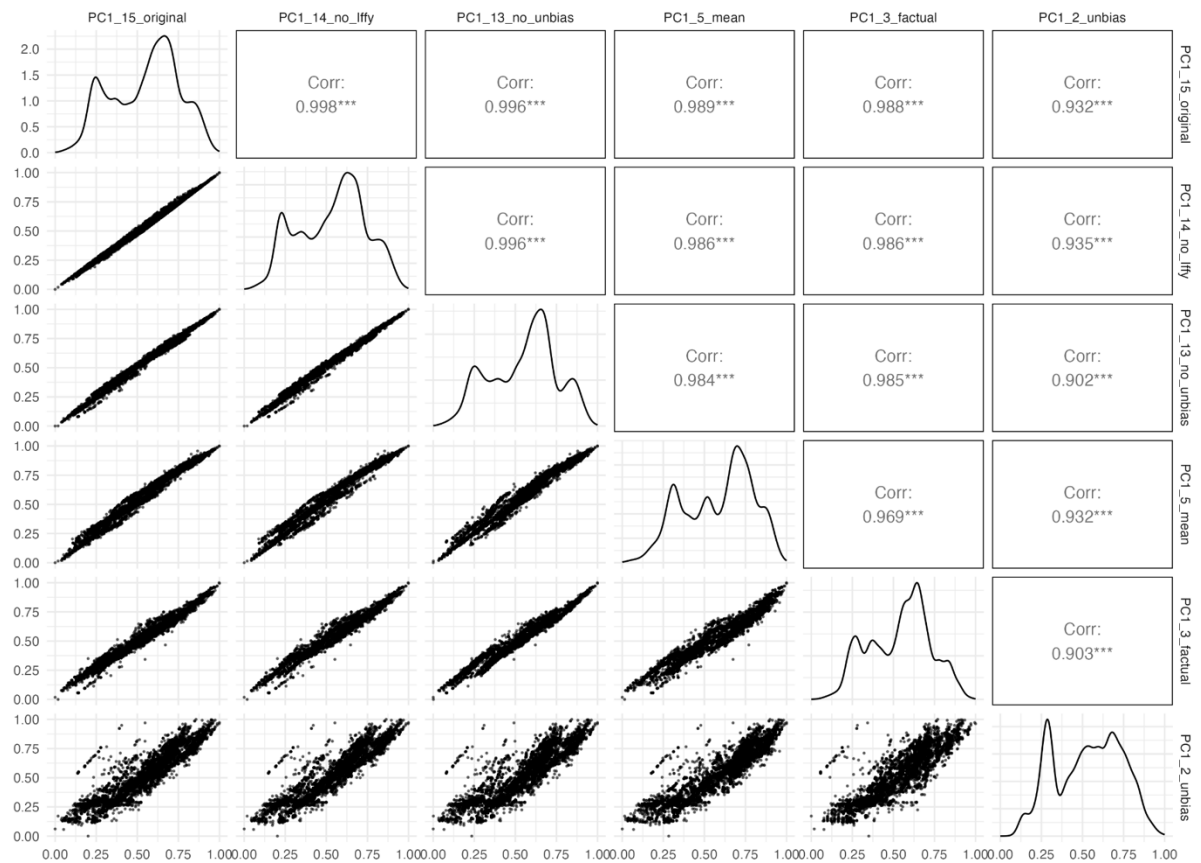 PC1_15_original PC1_14_no_Iffy PC1_13_no_unbias PC1_5_mean PC1_3_factual PC1_2_unbias
2.0
1.5
1.0
0.5
0.0
Corr:
0.998***
Corr:
0.996***
Corr:
0.989***
Corr:
0.988***
Corr:
0.932***
PC1_15_original
1.00
0.75
0.50
0.25
0.00
Corr:
0.996***
Corr:
0.986***
Corr:
0.986***
Corr:
0.935***
PC1_14_no_Iffy
1.00
0.75
0.50
0.25
0.00
Corr:
0.984***
Corr:
0.985***
Corr:
0.902***
PC1_13_no_unbias
1.00
0.75
0.50
0.25
0.00
Corr:
0.969***
Corr:
0.932***
PC1_5_mean
1.00
0.75
0.50
0.25
0.00
Corr:
0.903***
PC1_3_factual
1.00
0.75
0.50
0.25
0.00
PC1_2_unbias
0.00 0.25 0.50 0.75 1.00 0.00 0.25 0.50 0.75 1.00 0.00 0.25 0.50 0.75 1.00 0.00 0.25 0.50 0.75 1.00 0.00 0.25 0.50 0.75 1.00 0.00 0.25 0.50 0.75 1.00